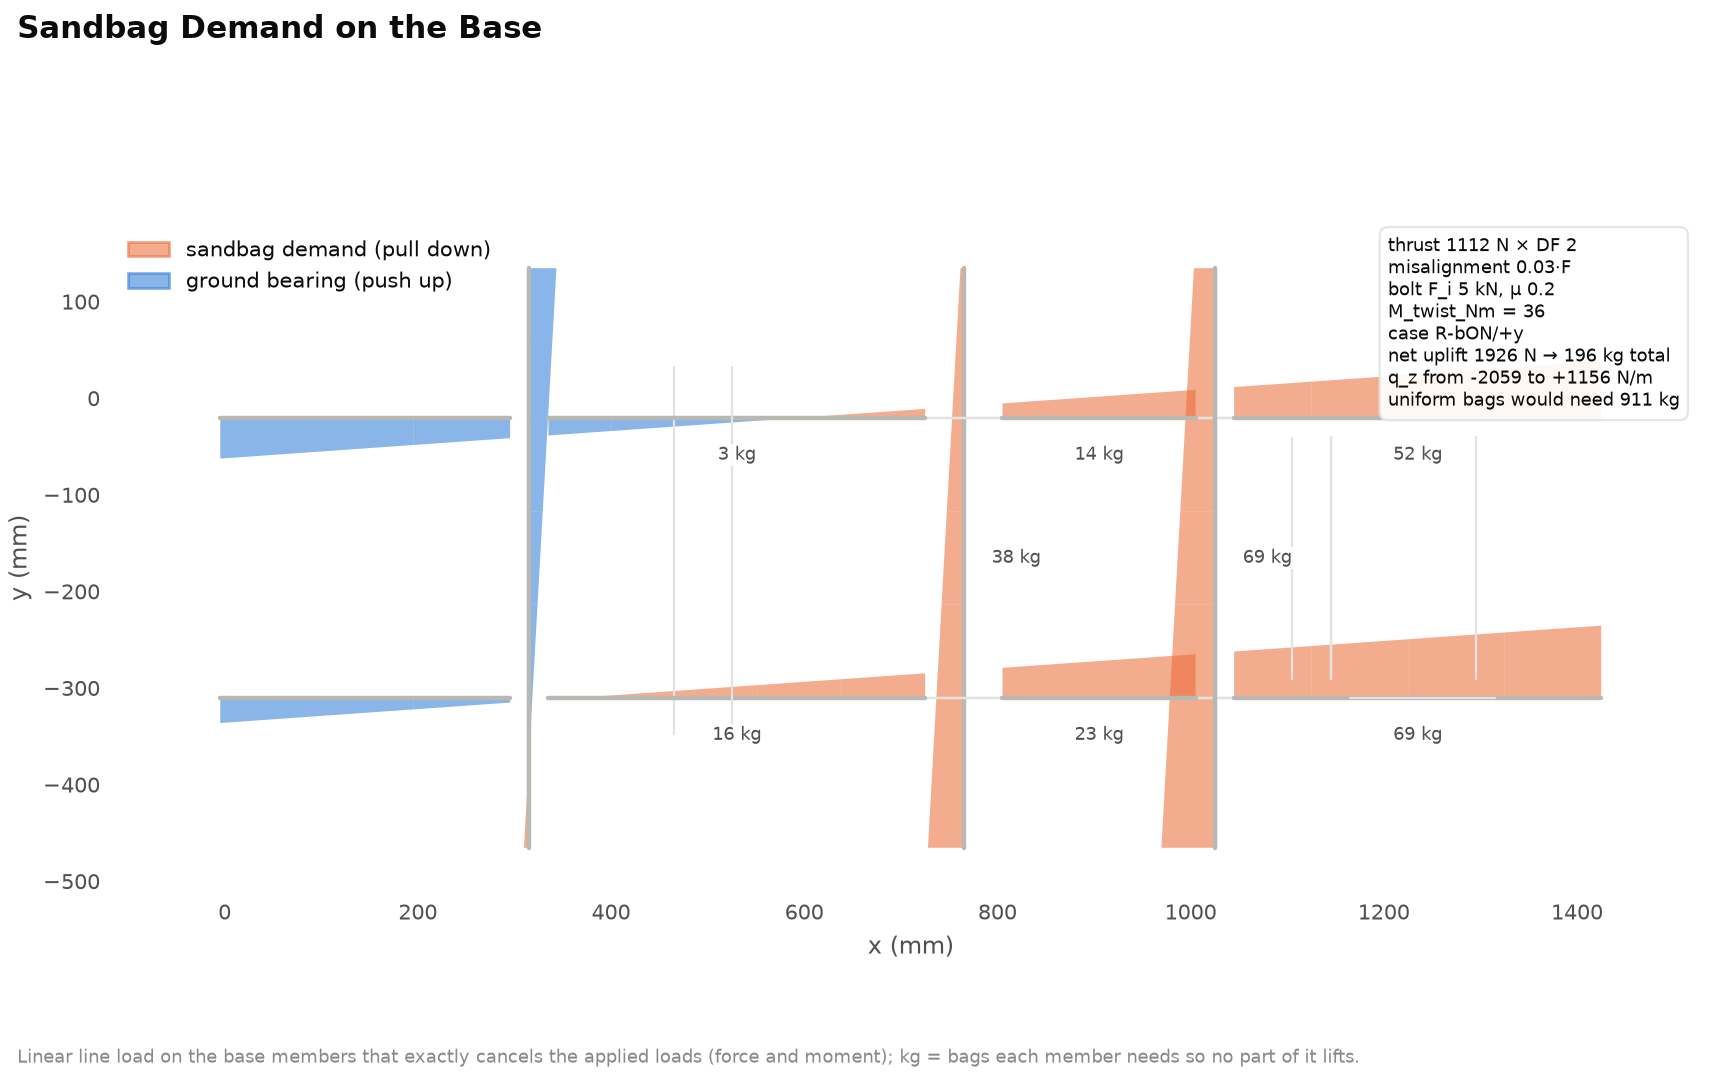 Sandbag Demand on the Base
sandbag demand (pull down)
ground bearing (push up)
thrust 1112 N × DF 2
misalignment 0.03·F
bolt F_i 5 kN, μ 0.2
M_twist_Nm = 36
case R-bON/+y
net uplift 1926 N → 196 kg total
q_z from -2059 to +1156 N/m
uniform bags would need 911 kg
100
0
−100
−200
−300
−400
−500
y (mm)
3 kg
14 kg
52 kg
38 kg
69 kg
16 kg
23 kg
69 kg
0
200
400
600
800
1000
1200
1400
x (mm)
Linear line load on the base members that exactly cancels the applied loads (force and moment); kg = bags each member needs so no part of it lifts.